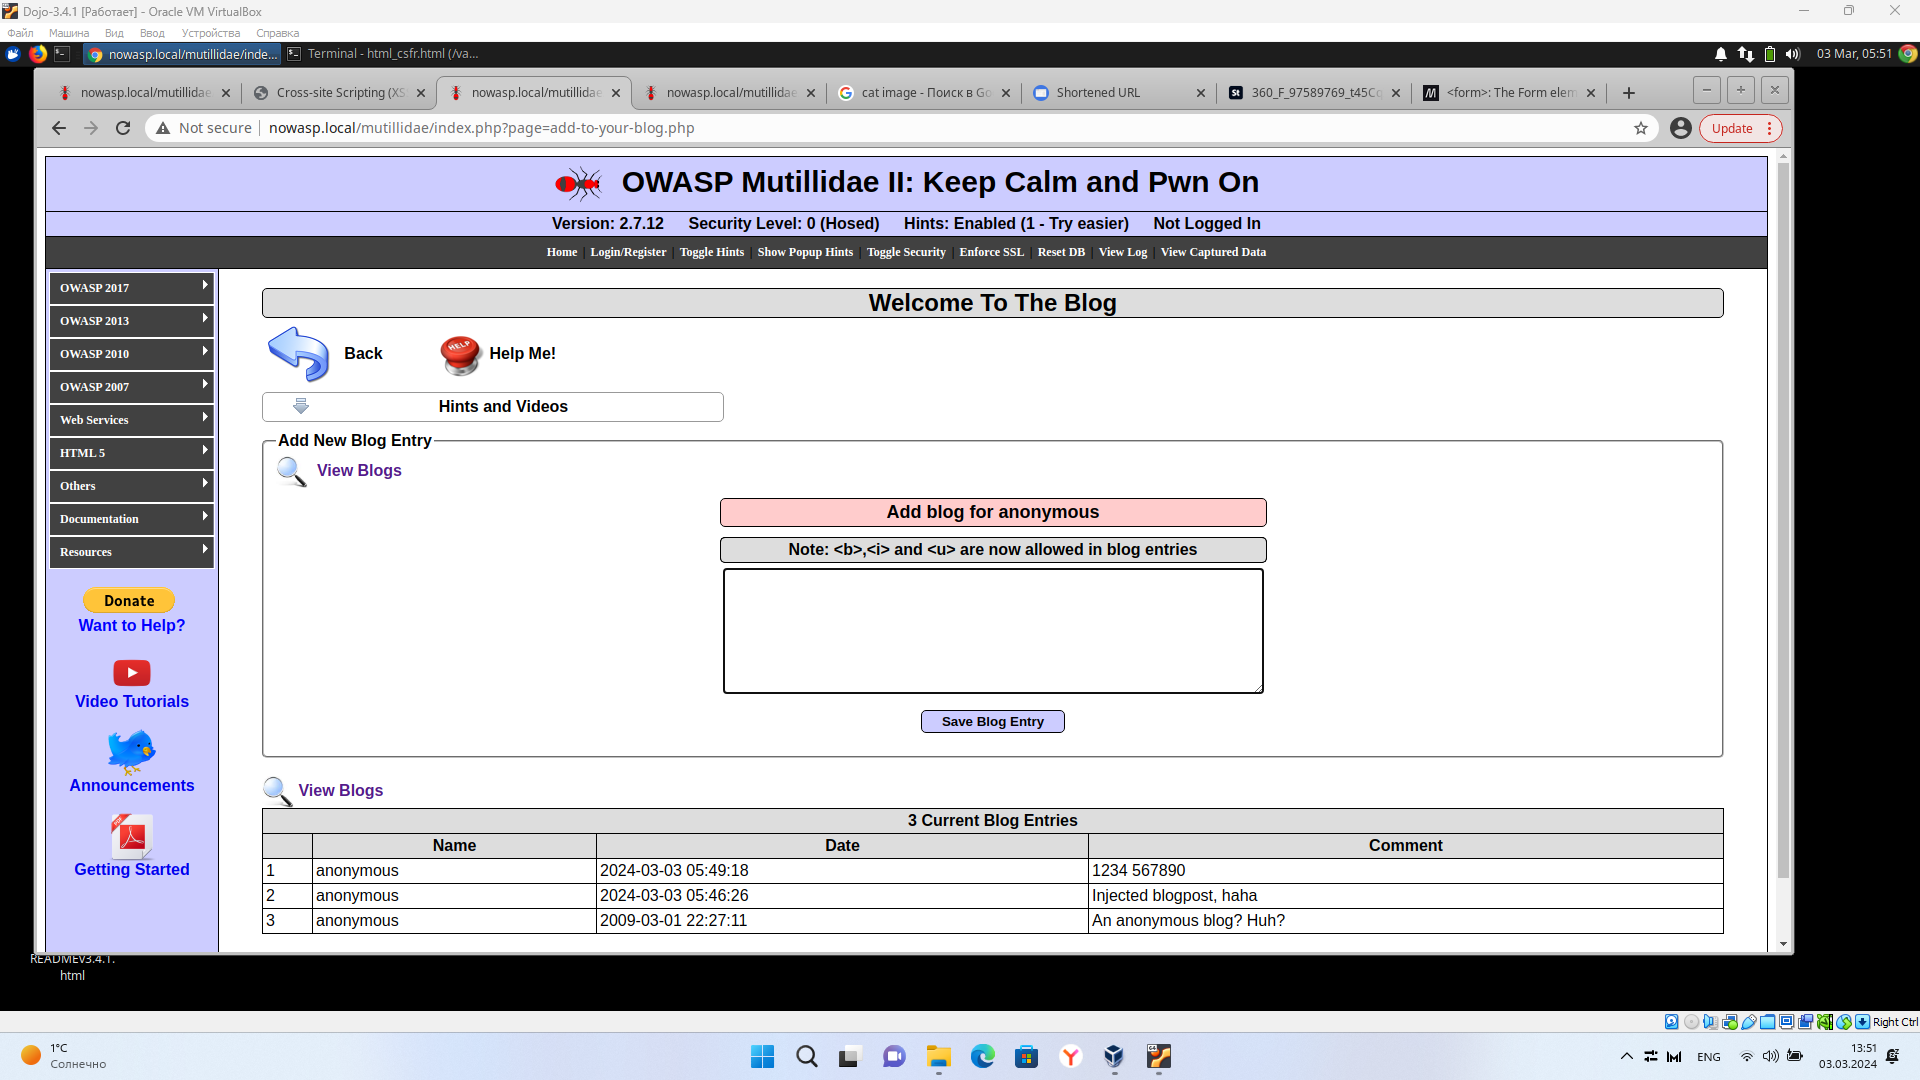 Dojo-3.4.1 [Работает] - Oracle VM VirtualBox
Файл Машина Вид Ввод Устройства Справка
nowasp.local/mutillidae/inde... Terminal - html_csfr.html (/va... 03 Mar, 05:51
nowasp.local/mutillidae Cross-site Scripting (XS nowasp.local/mutillidae nowasp.local/mutillidae cat image - Поиск в Go Shortened URL 360_F_97589769_t45Cq <form>: The Form elem
Not secure nowasp.local/mutillidae/index.php?page=add-to-your-blog.php Update
OWASP Mutillidae II: Keep Calm and Pwn On
Version: 2.7.12 Security Level: 0 (Hosed) Hints: Enabled (1 - Try easier) Not Logged In
Home | Login/Register | Toggle Hints | Show Popup Hints | Toggle Security | Enforce SSL | Reset DB | View Log | View Captured Data
OWASP 2017
OWASP 2013
OWASP 2010
OWASP 2007
Web Services
HTML 5
Others
Documentation
Resources
Donate
Want to Help?
Video Tutorials
Announcements
PDF
Getting Started
Welcome To The Blog
Back HELP Help Me!
Hints and Videos
Add New Blog Entry
View Blogs
Add blog for anonymous
Note: <b>,<i> and <u> are now allowed in blog entries
Save Blog Entry
View Blogs
3 Current Blog Entries
Name Date Comment
1 anonymous 2024-03-03 05:49:18 1234 567890
2 anonymous 2024-03-03 05:46:26 Injected blogpost, haha
3 anonymous 2009-03-01 22:27:11 An anonymous blog? Huh?
READMEv3.4.1.
html
Right Ctrl
1°C
Солнечно
ENG
13:51
03.03.2024